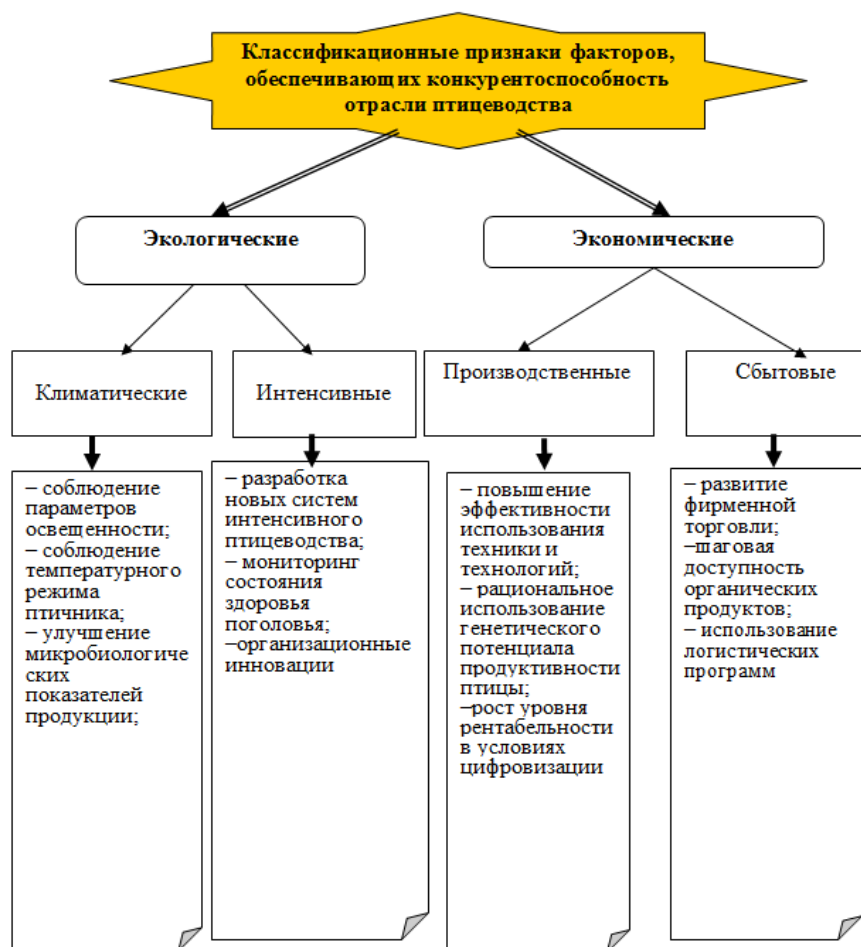 Классификационные признаки факторов,
обеспечивающих конкурентоспособность
отрасли птицеводства
Экологические
Экономические
Климатические
Интенсивные
Производственные
Сбытовые
– соблюдение
параметров
освещенности;
– соблюдение
температурного
режима
птичника;
– улучшение
микробиологиче
ских
показателей
продукции;
– разработка
новых систем
интенсивного
птицеводства;
– мониторинг
состояния
здоровья
поголовья;
–организационные
инновации
– повышение
эффективности
использования
техники и
технологий;
– рациональное
использование
генетического
потенциала
продуктивности
птицы;
–рост уровня
рентабельности
в условиях
цифровизации
– развитие
фирменной
торговли;
–шаговая
доступность
органических
продуктов;
– использование
логистических
программ